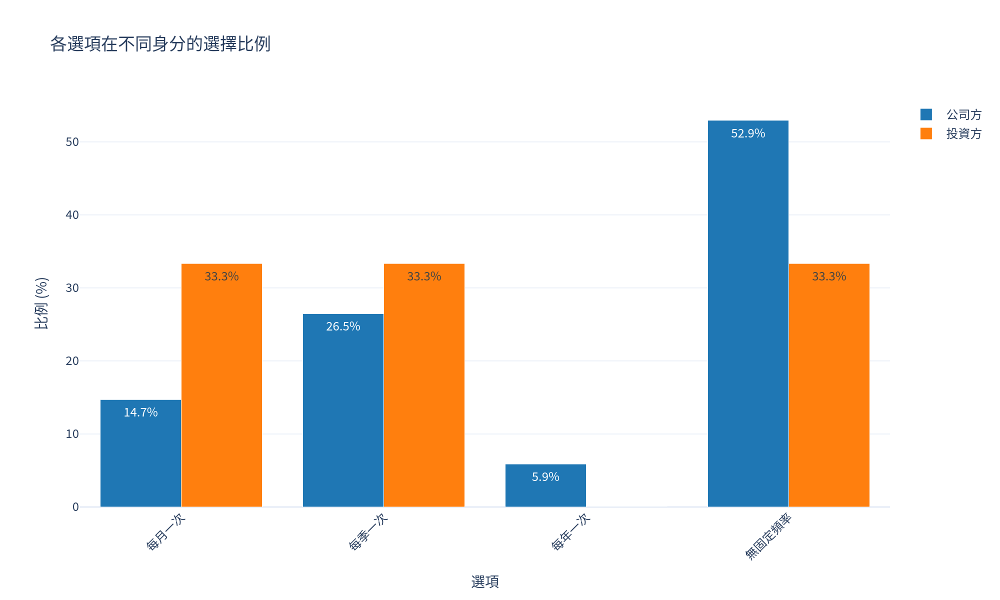 各選項在不同身分的選擇比例
公司方
投資方
比例 (%)
50
40
30
20
10
0
14.7%
33.3%
26.5%
33.3%
5.9%
52.9%
33.3%
每月一次
每季一次
每年一次
無固定頻率
選項